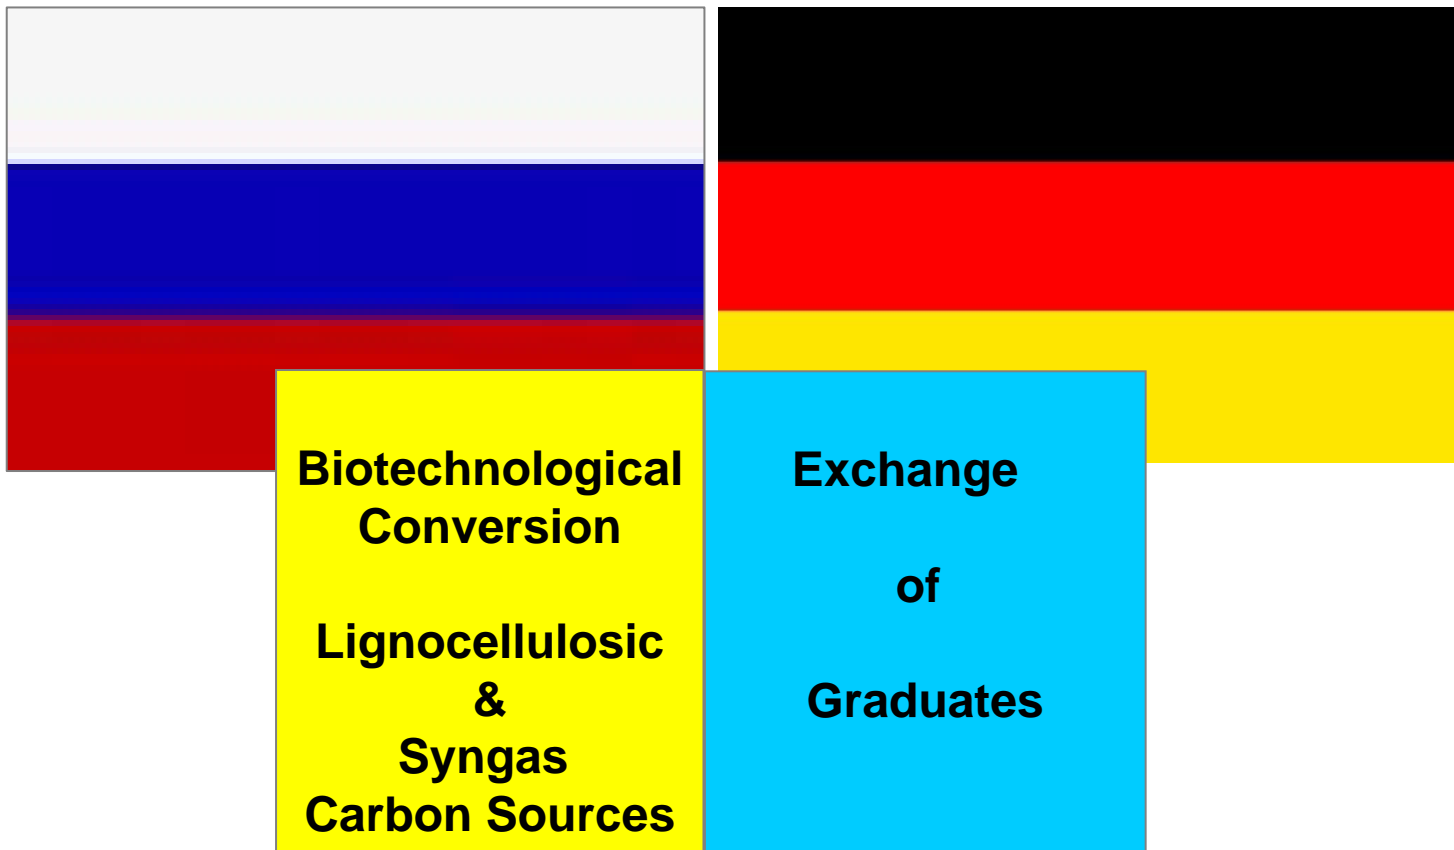 Biotechnological
Conversion
Lignocellulosic
&
Syngas
Carbon Sources
Exchange
of
Graduates